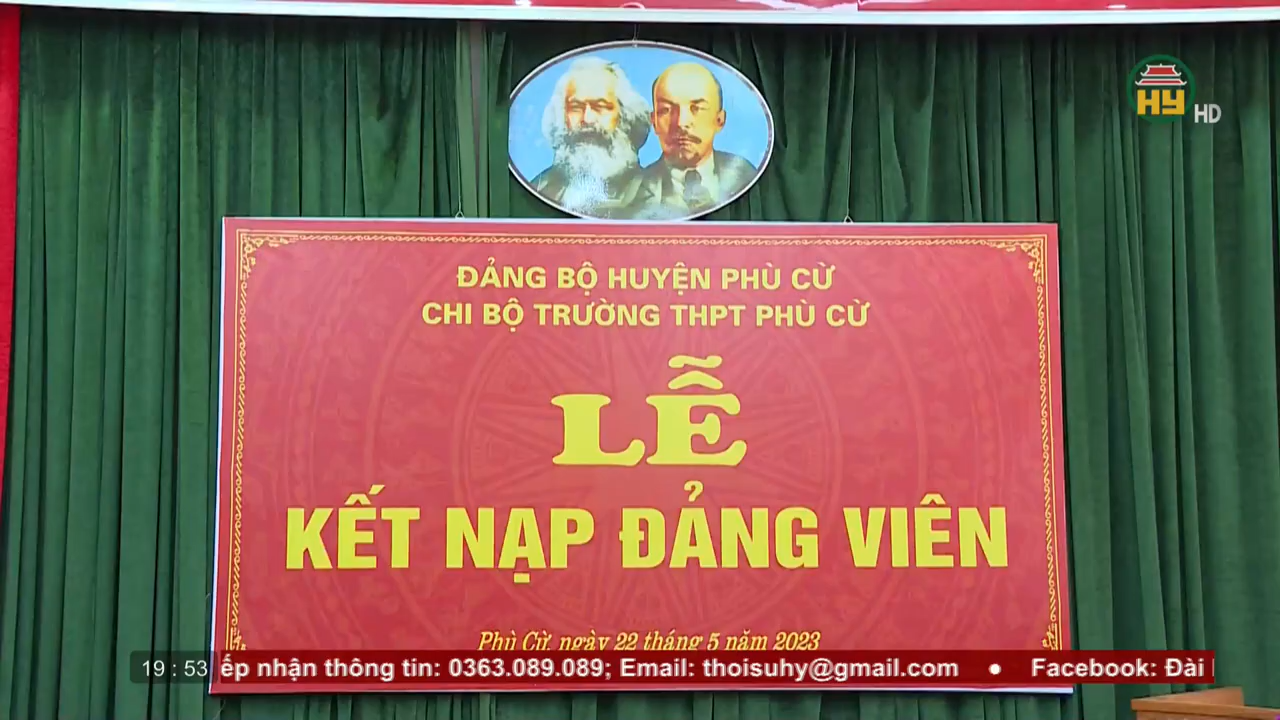 HY HD
ĐẢNG BỘ HUYỆN PHÙ CỪ
CHI BỘ TRƯỜNG THPT PHÙ CỪ
LỄ
KẾT NẠP ĐẢNG VIÊN
Phù Cừ, ngày 22 tháng 5 năm 2023
19 : 53 ếp nhận thông tin: 0363.089.089; Email: thoisuhy@gmail.com • Facebook: Đài